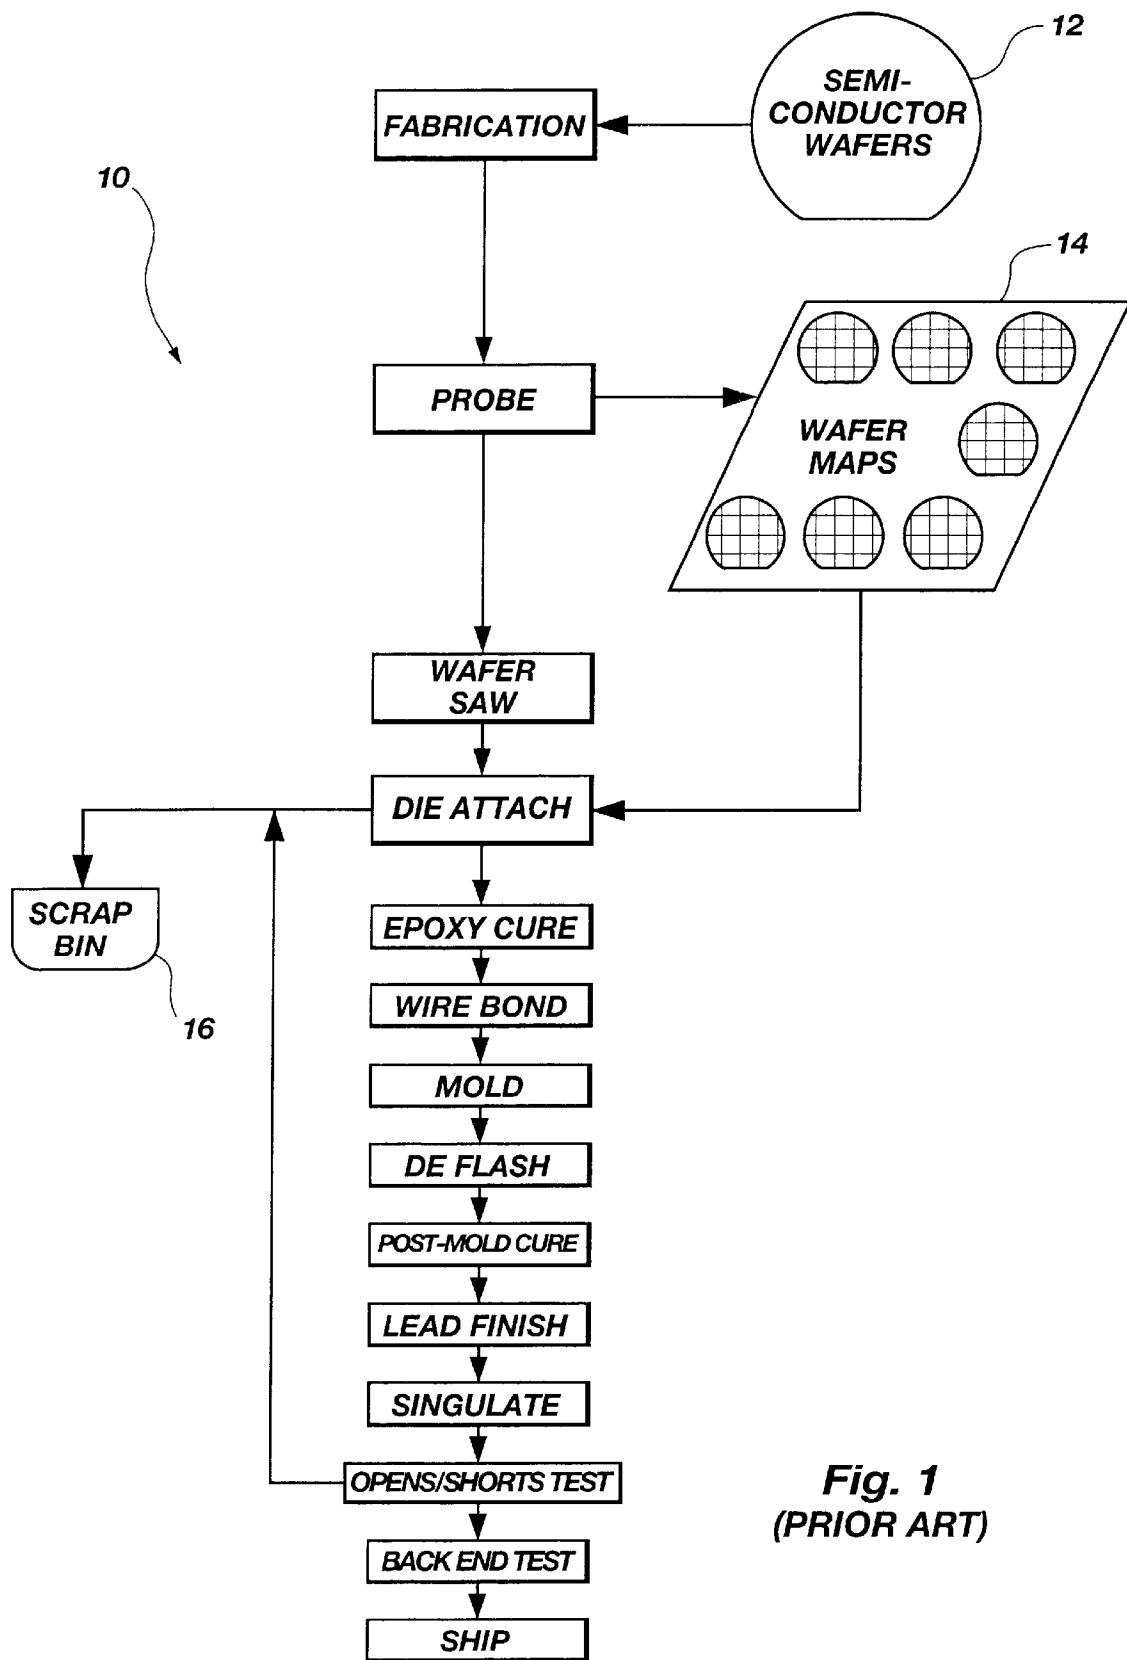 12
SEMI-
CONDUCTOR
WAFERS
FABRICATION
10
14
PROBE
WAFER
MAPS
WAFER
SAW
DIE ATTACH
SCRAP
BIN
EPOXY CURE
16
WIRE BOND
MOLD
DE FLASH
POST-MOLD CURE
LEAD FINISH
SINGULATE
OPENS/SHORTS TEST
Fig. 1
(PRIOR ART)
BACK END TEST
SHIP